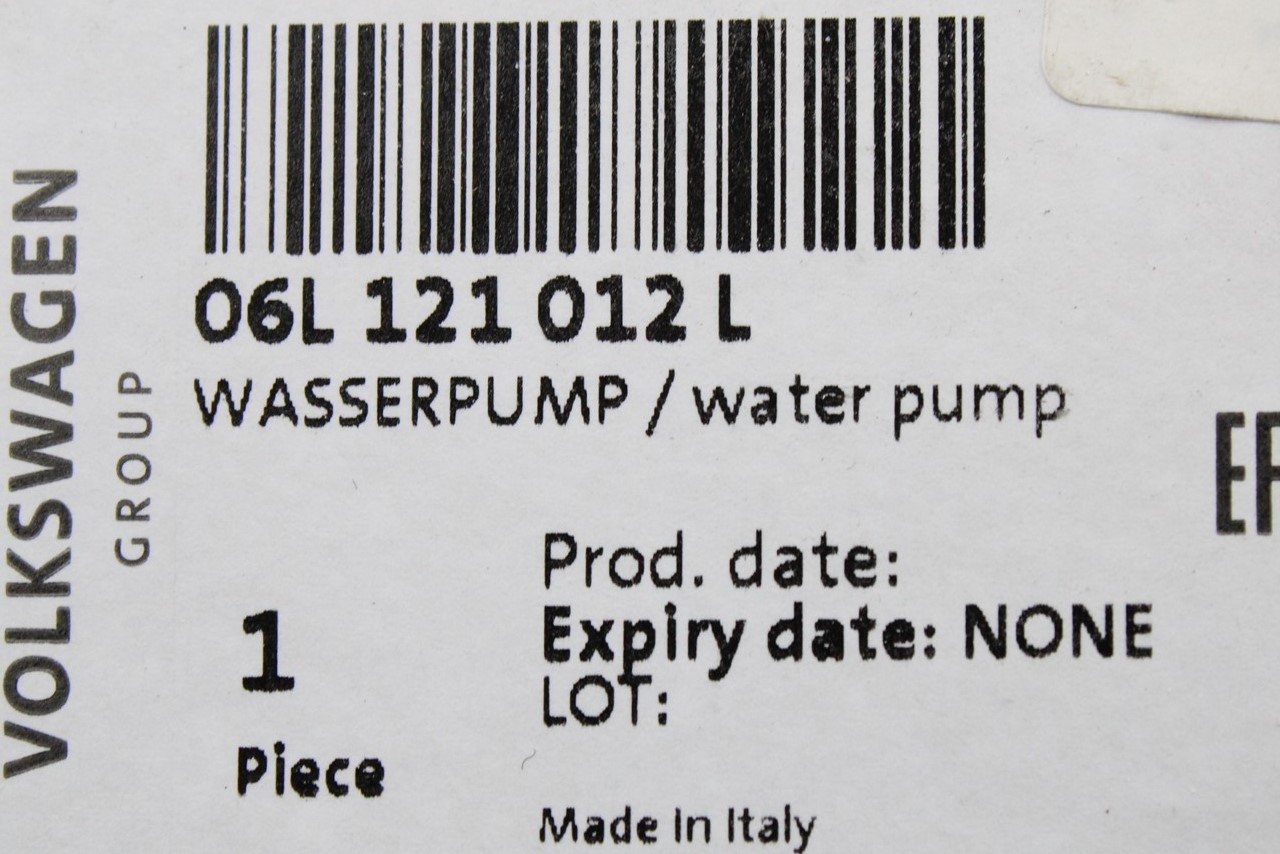 VOLKSWAGEN
GROUP
06L 121 012 L
WASSERPUMP / water pump
Prod. date:
Expiry date: NONE
LOT:
1
Piece
Made in Italy